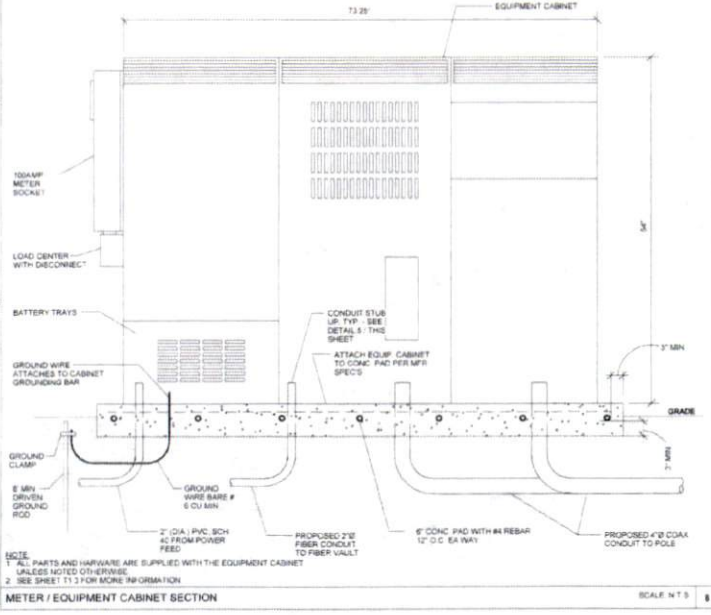 73.25"
EQUIPMENT CABINET
100AMP
METER
SOCKET
54"
LOAD CENTER
WITH DISCONNECT
BATTERY TRAYS
CONDUIT STUB
UP, TYP. - SEE
DETAIL 5 / THIS
SHEET
GROUND WIRE
ATTACHES TO CABINET
GROUNDING BAR
ATTACH EQUIP. CABINET
TO CONC. PAD PER MFR
SPEC'S
3" MIN
GRADE
GROUND
CLAMP
3" MIN
8' MIN
DRIVEN
GROUND
ROD
GROUND
WIRE BARE #
6 CU MIN
2" (DIA.) PVC, SCH
40 FROM POWER
FEED
PROPOSED 2"Ø
FIBER CONDUIT
TO FIBER VAULT
6" CONC. PAD WITH #4 REBAR
12" O.C. EA WAY
PROPOSED 4"Ø COAX
CONDUIT TO POLE
NOTE
1. ALL PARTS AND HARWARE ARE SUPPLIED WITH THE EQUIPMENT CABINET
UNLESS NOTED OTHERWISE
2. SEE SHEET T1.3 FOR MORE INFORMATION
METER / EQUIPMENT CABINET SECTION
SCALE: N.T.S